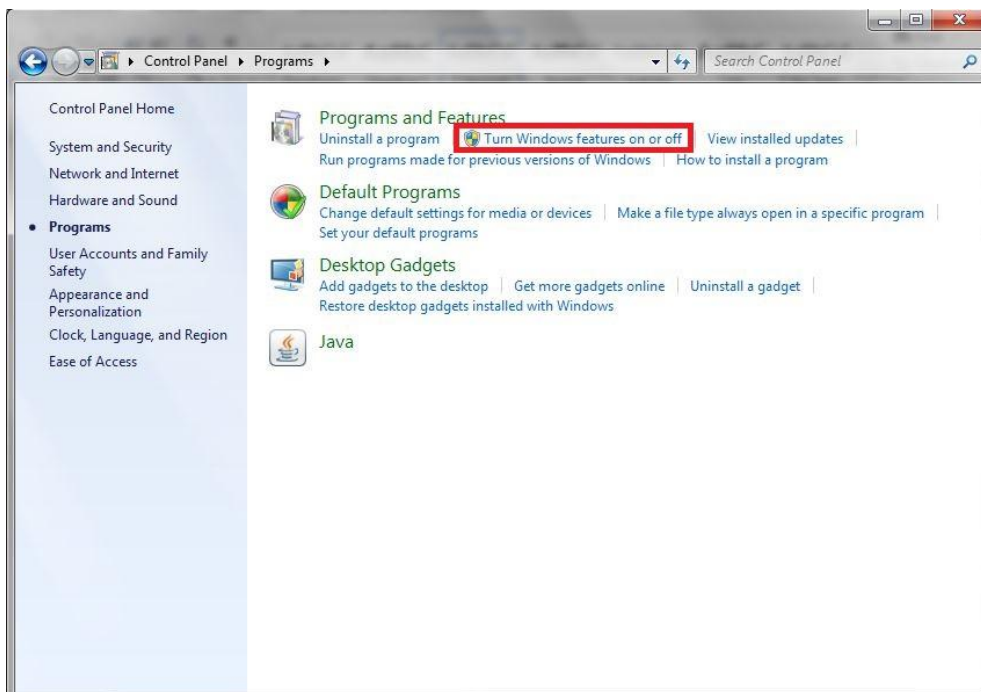 Control Panel Programs
Search Control Panel
Control Panel Home
System and Security
Network and Internet
Hardware and Sound
Programs
User Accounts and Family
Safety
Appearance and
Personalization
Clock, Language, and Region
Ease of Access
Programs and Features
Uninstall a program Turn Windows features on or off View installed updates
Run programs made for previous versions of Windows How to install a program
Default Programs
Change default settings for media or devices Make a file type always open in a specific program
Set your default programs
Desktop Gadgets
Add gadgets to the desktop Get more gadgets online Uninstall a gadget
Restore desktop gadgets installed with Windows
Java